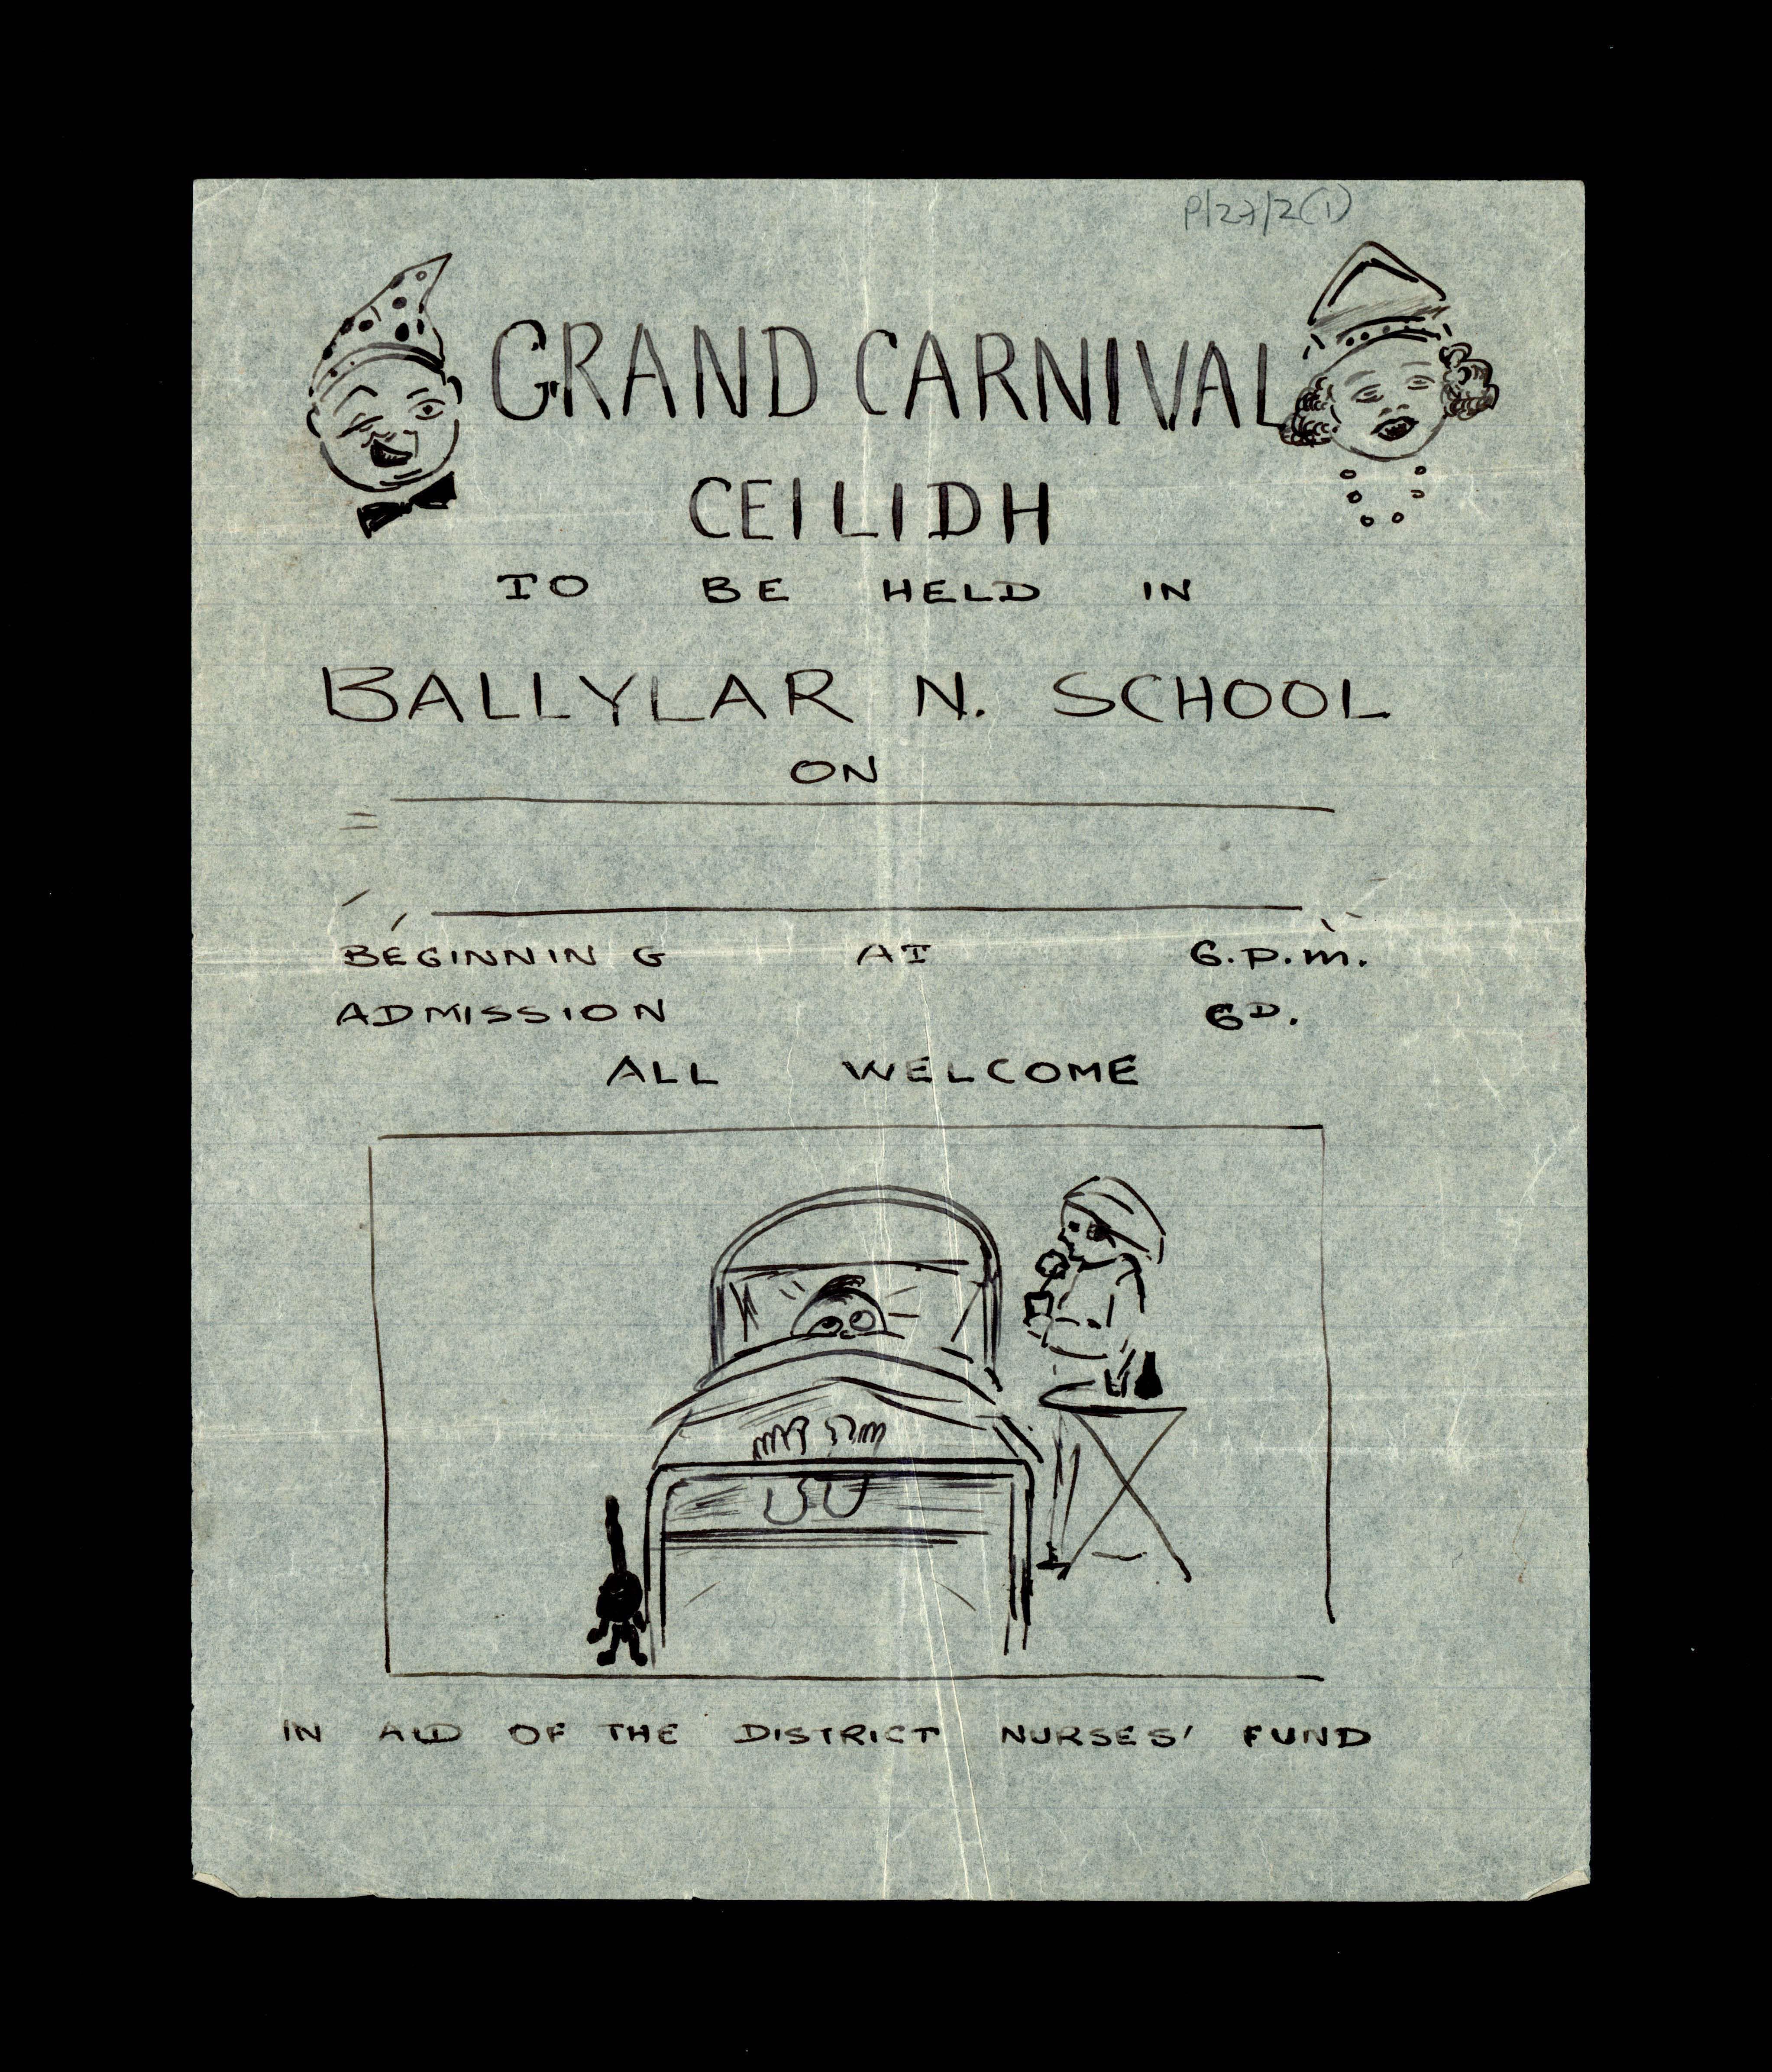 P/27/2(1)
GRAND CARNIVAL
CEILIDH
TO BE HELD IN
BALLYLAR N. SCHOOL
ON
BEGINNING AT 6.p.m.
ADMISSION 6D.
ALL WELCOME
IN AID OF THE DISTRICT NURSES' FUND